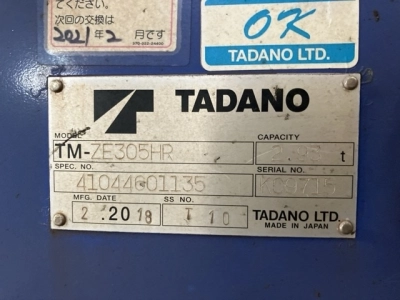 てください。
次回の交換は
2021年2月です
OK
TADANO LTD.
TADANO
MODEL
CAPACITY
TM-ZE305HR
t
SPEC. NO.
SERIAL NO.
41044601135
MFG. DATE
SS NO.
2 .2018
T 10
TADANO LTD.
MADE IN JAPAN